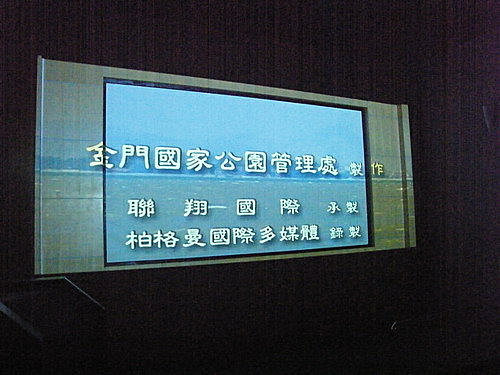 金門國家公園管理處 製作
聯翔國際 承製
柏格曼國際多媒體 錄製